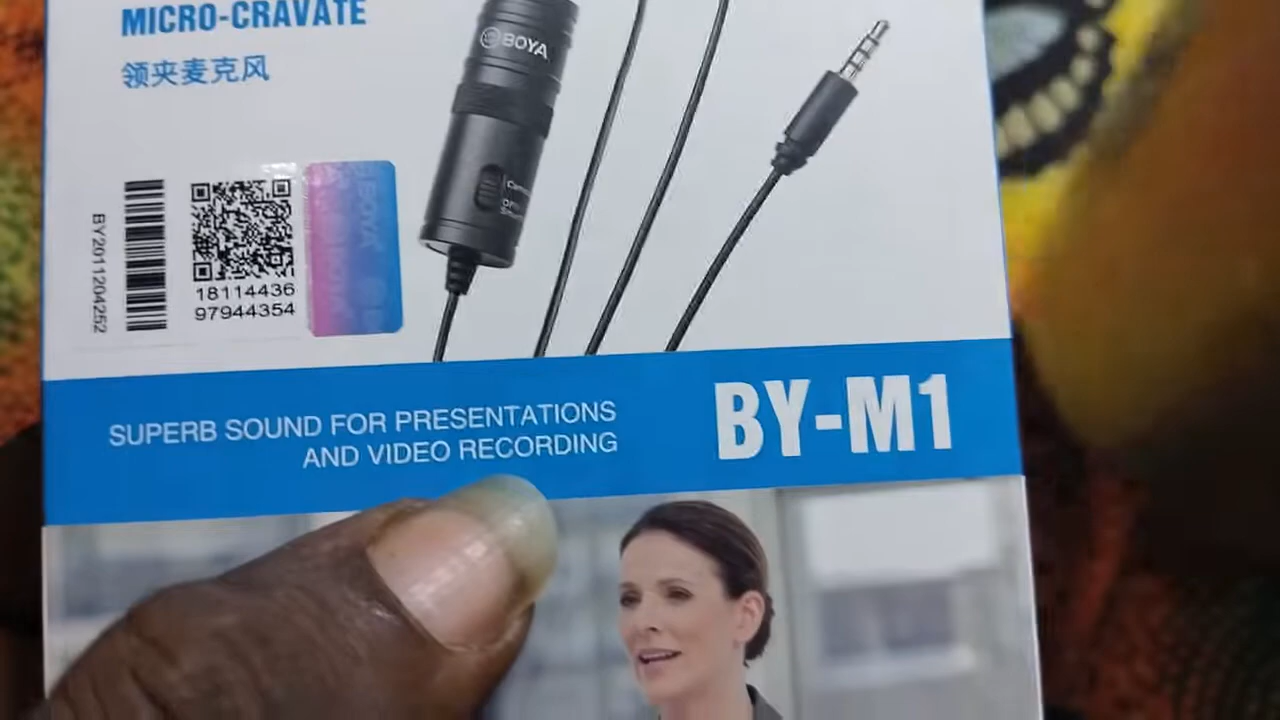 MICRO-CRAVATE
领夹麦克风
BOYA
BY2011204252
18114436
97944354
BOYA
SUPERB SOUND FOR PRESENTATIONS
AND VIDEO RECORDING
BY-M1